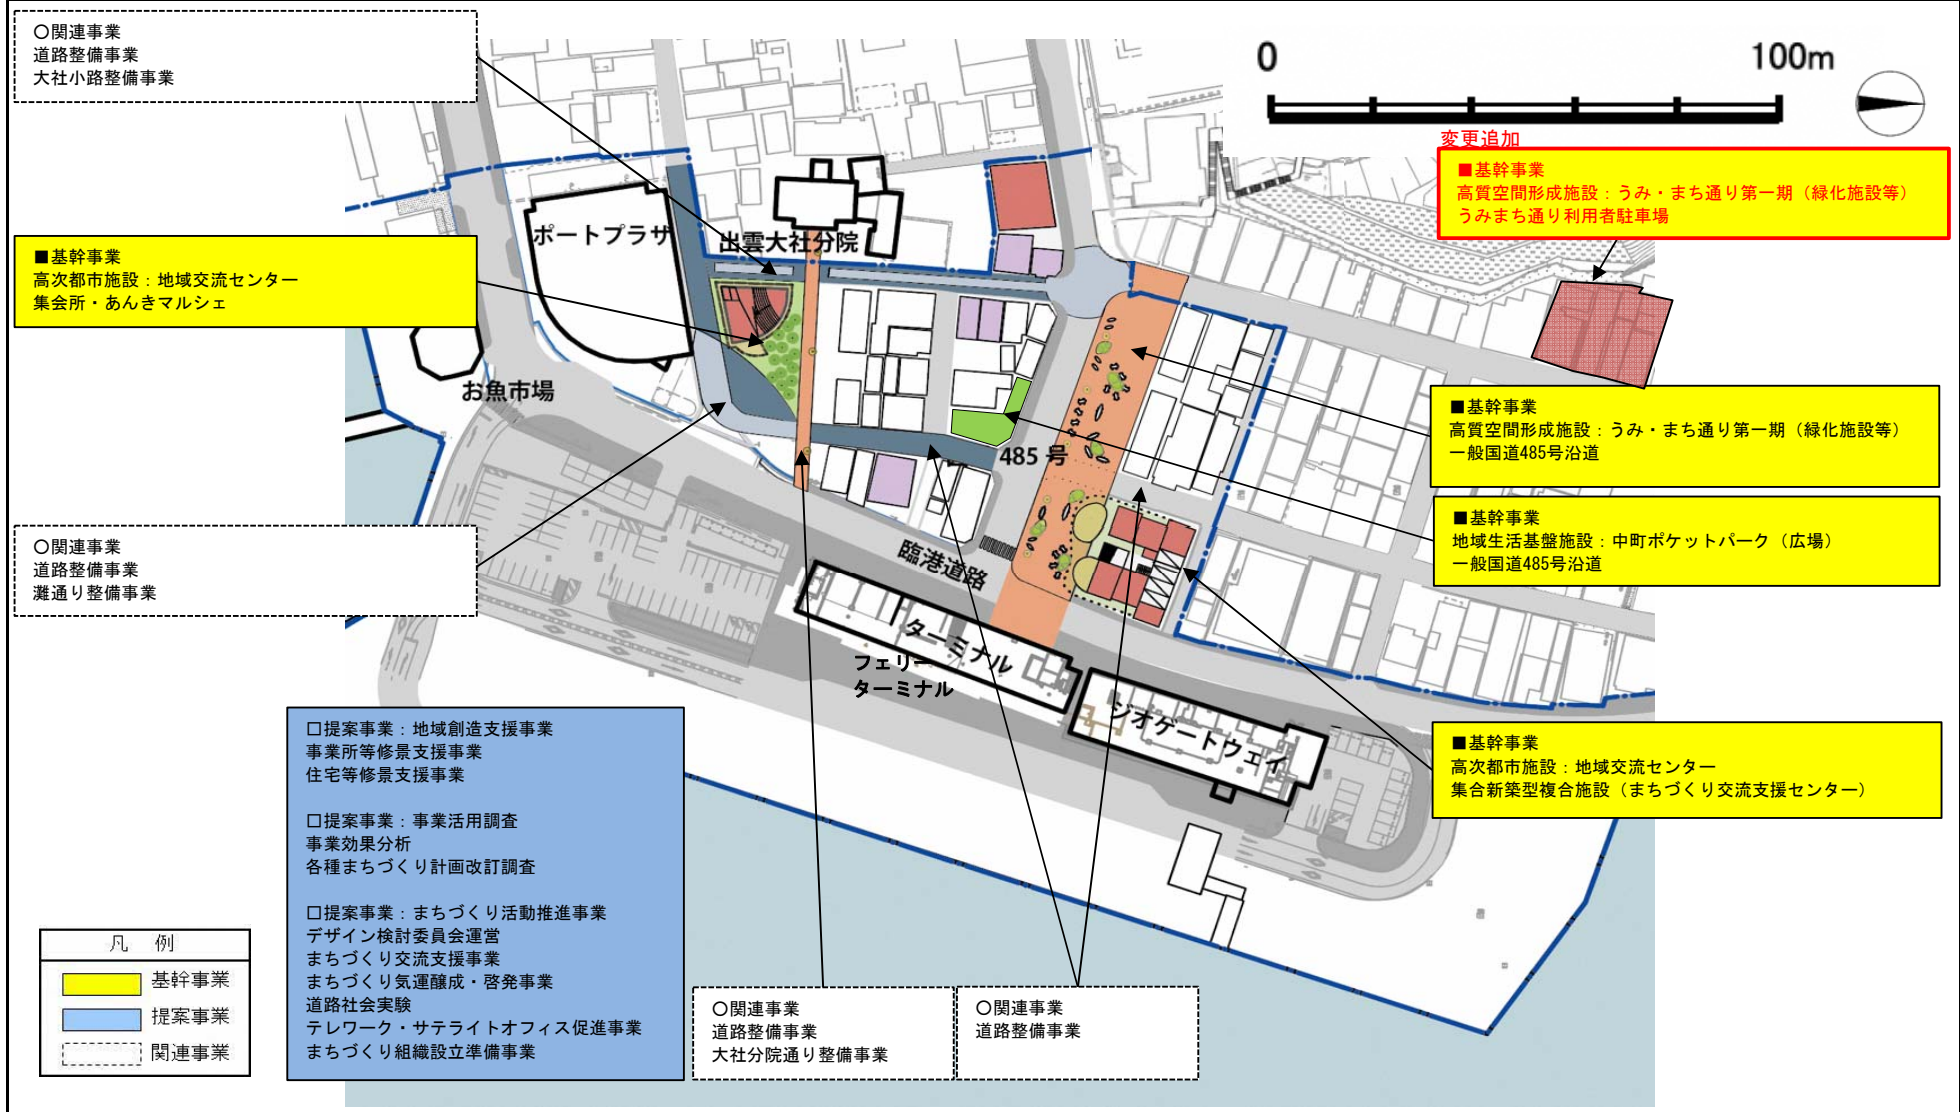 〇関連事業
道路整備事業
大社小路整備事業
0 100m
変更追加
■基幹事業
高質空間形成施設：うみ・まち通り第一期（緑化施設等）
うみまち通り利用者駐車場
■基幹事業
高次都市施設：地域交流センター
集会所・あんきマルシェ
ポートプラザ
出雲大社分院
お魚市場
485 号
臨港道路
ターミナル
フェリー
ターミナル
ジオゲートウェイ
■基幹事業
高質空間形成施設：うみ・まち通り第一期（緑化施設等）
一般国道485号沿道
■基幹事業
地域生活基盤施設：中町ポケットパーク（広場）
一般国道485号沿道
〇関連事業
道路整備事業
灘通り整備事業
■基幹事業
高次都市施設：地域交流センター
集合新築型複合施設（まちづくり交流支援センター）
□提案事業：地域創造支援事業
事業所等修景支援事業
住宅等修景支援事業
□提案事業：事業活用調査
事業効果分析
各種まちづくり計画改訂調査
□提案事業：まちづくり活動推進事業
デザイン検討委員会運営
まちづくり交流支援事業
まちづくり気運醸成・啓発事業
道路社会実験
テレワーク・サテライトオフィス促進事業
まちづくり組織設立準備事業
凡 例
基幹事業
提案事業
関連事業
〇関連事業
道路整備事業
大社分院通り整備事業
〇関連事業
道路整備事業